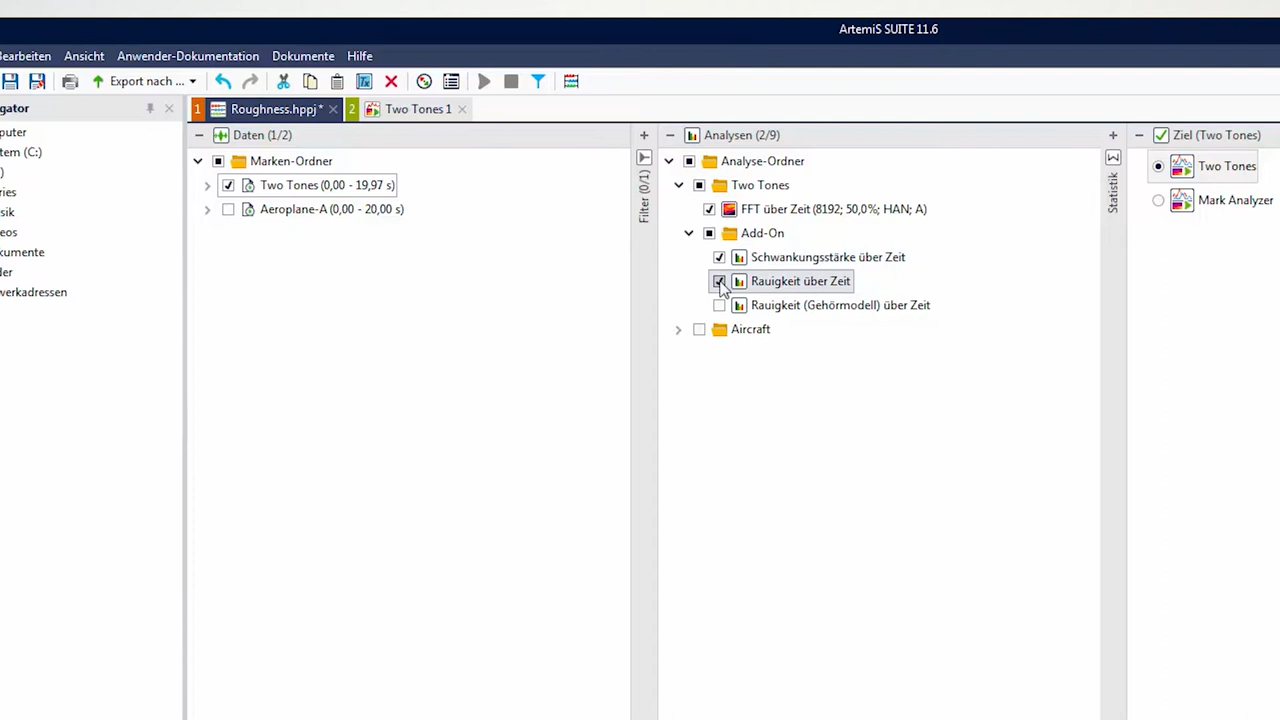 ArtemiS SUITE 11.6
Bearbeiten Ansicht Anwender-Dokumentation Dokumente Hilfe
Export nach ...
gator
1 Roughness.hppj * 2 Two Tones 1
Daten (1/2)
Marken-Ordner
Two Tones (0,00 - 19,97 s)
Aeroplane-A (0,00 - 20,00 s)
Filter (0/1)
Analysen (2/9)
Analyse-Ordner
Two Tones
FFT über Zeit (8192; 50,0%; HAN; A)
Add-On
Schwankungsstärke über Zeit
Rauigkeit über Zeit
Rauigkeit (Gehörmodell) über Zeit
Aircraft
Statistik
Ziel (Two Tones)
Two Tones
Mark Analyzer
puter
tem (C:)
)
ries
sik
eos
kumente
der
werkadressen